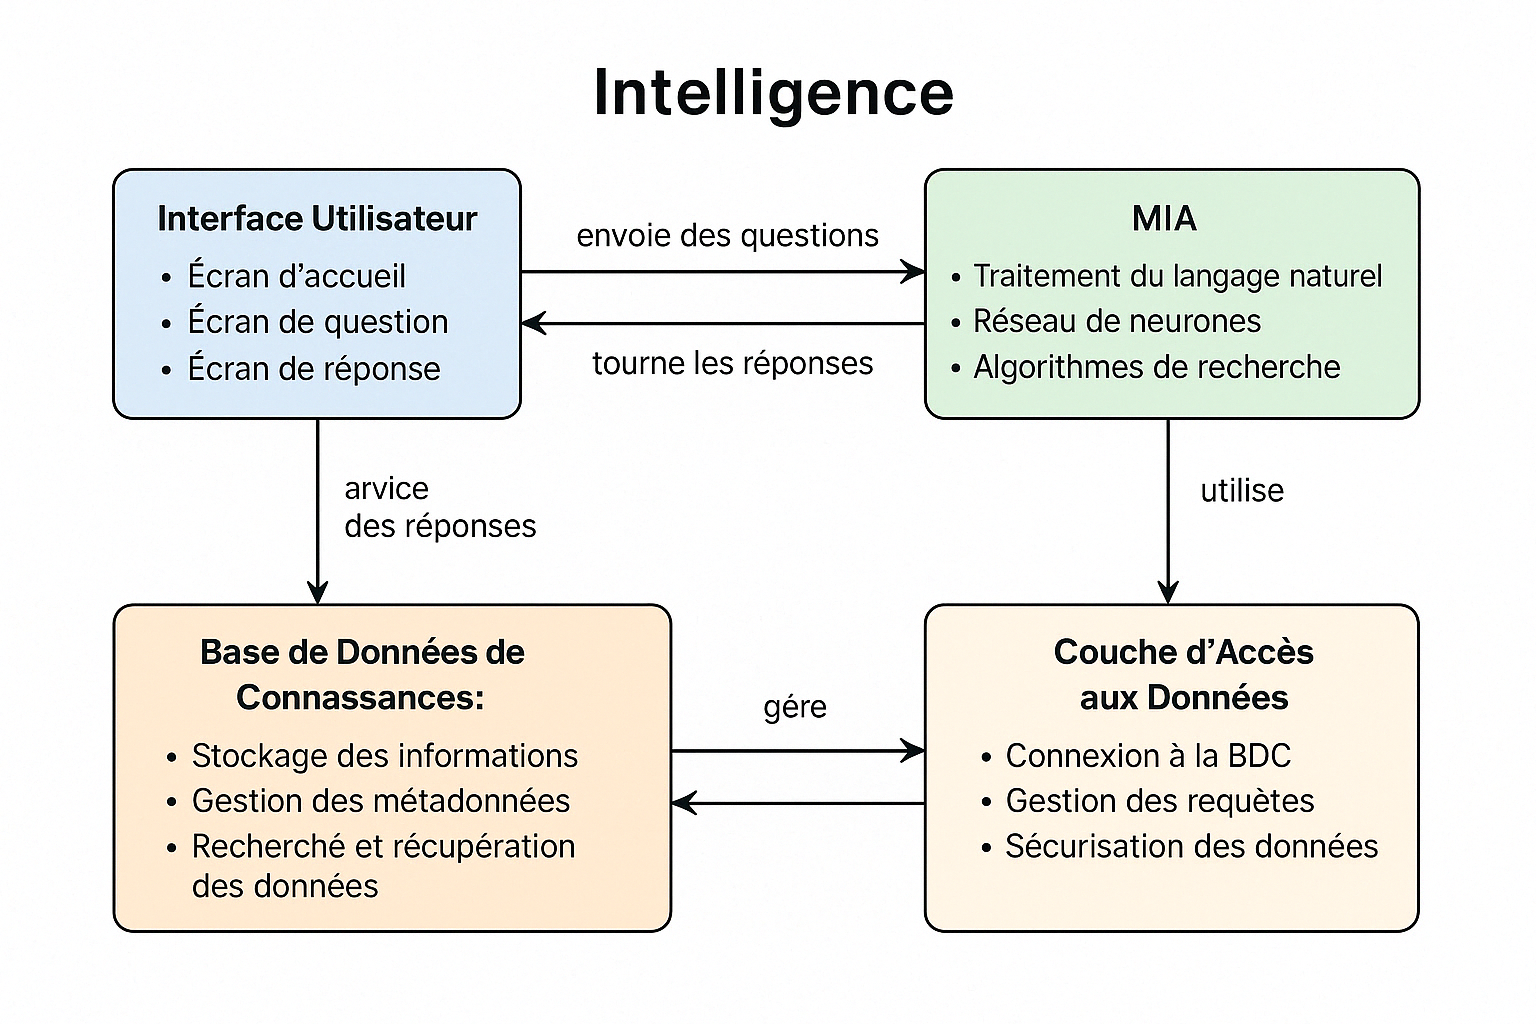 Intelligence
Interface Utilisateur
• Écran d’accueil
• Écran de question
• Écran de réponse
envoie des questions
tourne les réponses
MIA
• Traitement du langage naturel
• Réseau de neurones
• Algorithmes de recherche
arvice
des réponses
utilise
Base de Données de
Connassances:
• Stockage des informations
• Gestion des métadonnées
• Recherché et récupération
des données
gére
Couche d’Accès
aux Données
• Connexion à la BDC
• Gestion des requètes
• Sécurisation des données